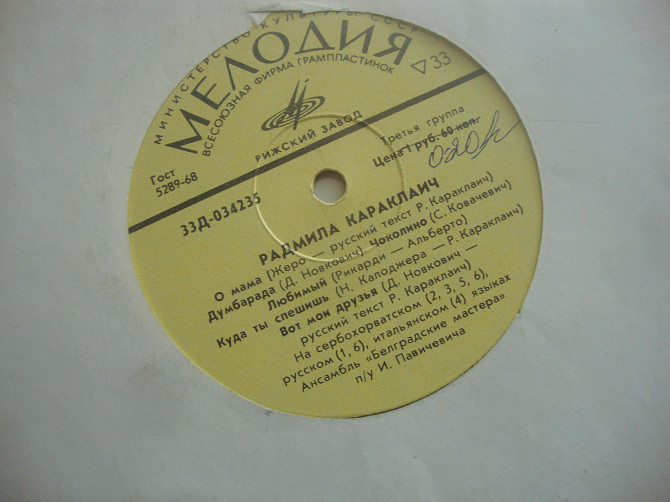 МИНИСТЕРСТВО КУЛЬТУРЫ СССР
МЕЛОДИЯ
ВСЕСОЮЗНАЯ ФИРМА ГРАМПЛАСТИНОК
33
РИЖСКИЙ ЗАВОД
Гост
5289-68
Третья группа
Цена 1 руб. 60 коп.
33Д-034235
РАДМИЛА КАРАКЛАИЧ
О мама (Жеро — русский текст Р. Караклаич)
Думбарада (Д. Новкович), Чоколино (С. Ковачевич)
Любимый (Рикарди — Альберто)
Куда ты спешишь (Н. Калоджера — Р. Караклаич)
Вот мои друзья (Д. Новкович —
русский текст Р. Караклаич)
На сербохорватском (2, 3, 5, 6),
русском (1, 6), итальянском (4) языках
Ансамбль «Белградские мастера»
п/у И. Павичевича